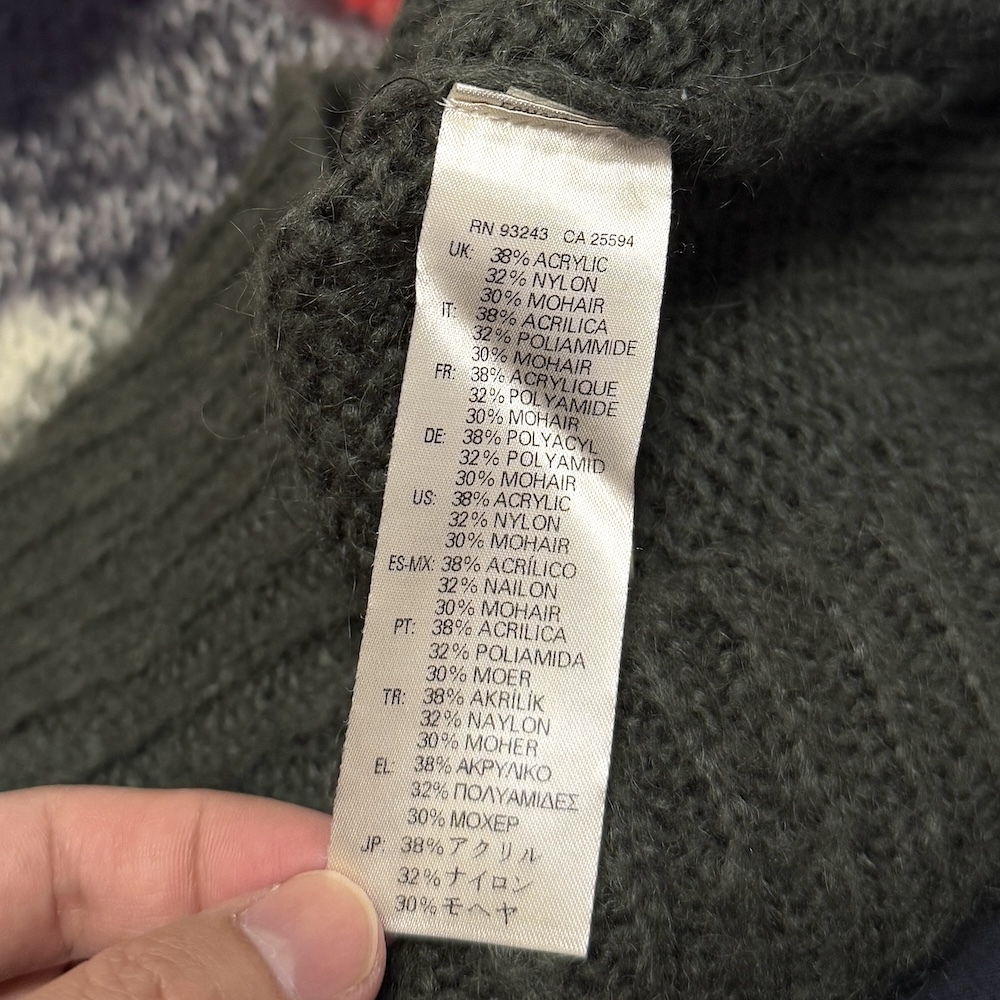 RN 93243 CA 25594
UK: 38% ACRYLIC
32% NYLON
30% MOHAIR
IT: 38% ACRILICA
32% POLIAMMIDE
30% MOHAIR
FR: 38% ACRYLIQUE
32% POLYAMIDE
30% MOHAIR
DE: 38% POLYACYL
32% POLYAMID
30% MOHAIR
US: 38% ACRYLIC
32% NYLON
30% MOHAIR
ES-MX: 38% ACRÍLICO
32% NAILON
30% MOHAIR
PT: 38% ACRILICA
32% POLIAMIDA
30% MOER
TR: 38% AKRİLİK
32% NAYLON
30% MOHER
EL: 38% ΑΚΡΥΛΙΚΟ
32% ΠΟΛΥΑΜΙΔΕΣ
30% ΜΟΧΕΡ
JP: 38% アクリル
32% ナイロン
30% モヘヤ